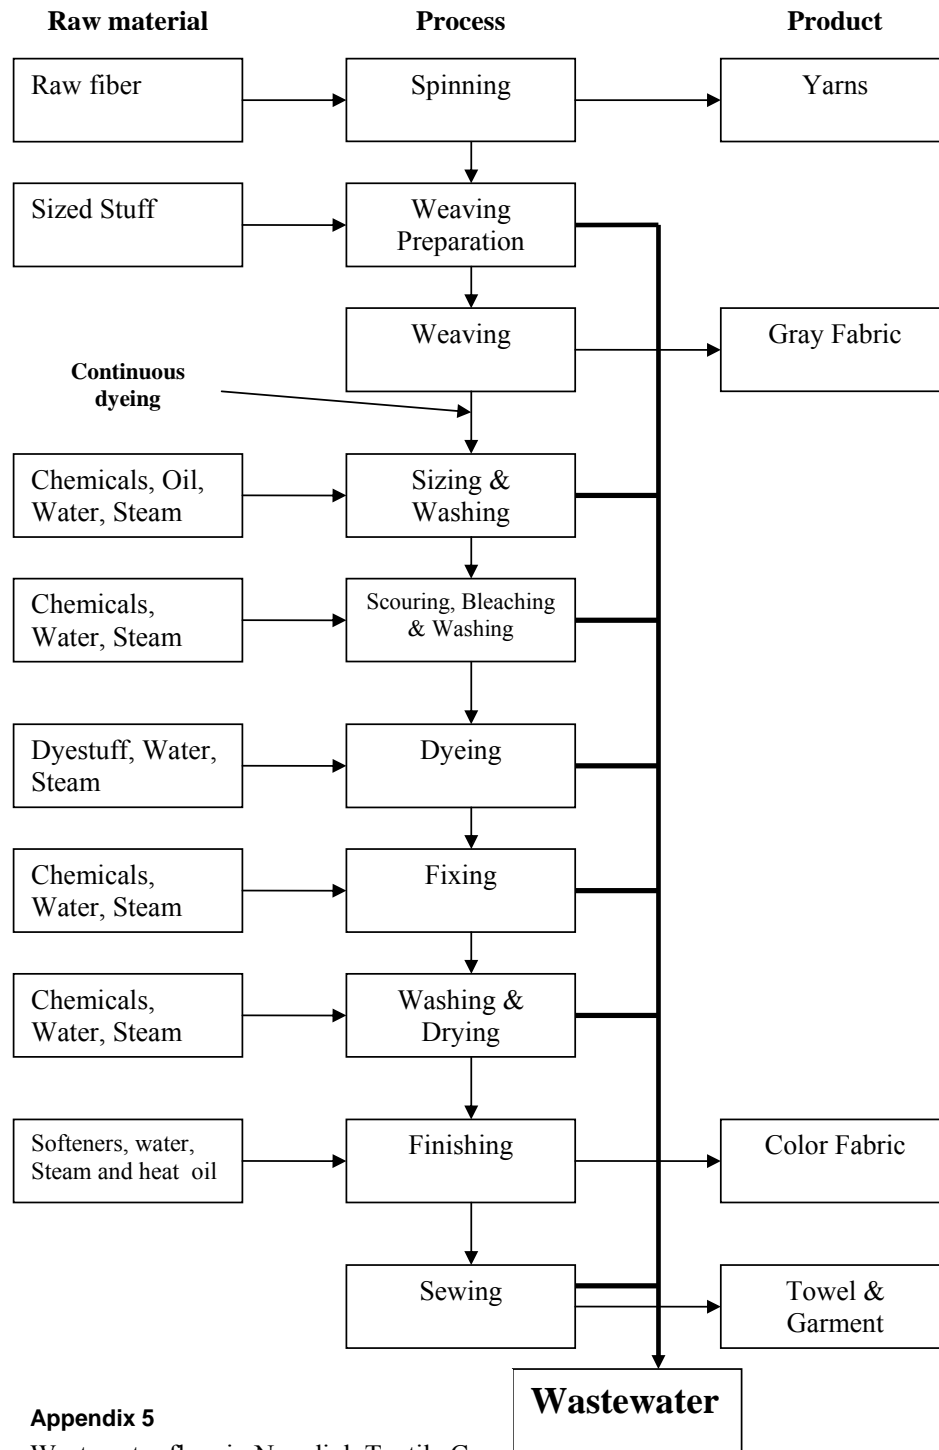 Raw material
Process
Product
Raw fiber
Spinning
Yarns
Sized Stuff
Weaving
Preparation
Weaving
Gray Fabric
Continuous
dyeing
Chemicals, Oil,
Water, Steam
Sizing &
Washing
Chemicals,
Water, Steam
Scouring, Bleaching
& Washing
Dyestuff, Water,
Steam
Dyeing
Chemicals,
Water, Steam
Fixing
Chemicals,
Water, Steam
Washing &
Drying
Softeners, water,
Steam and heat  oil
Finishing
Color Fabric
Sewing
Towel &
Garment
Wastewater
Appendix 5